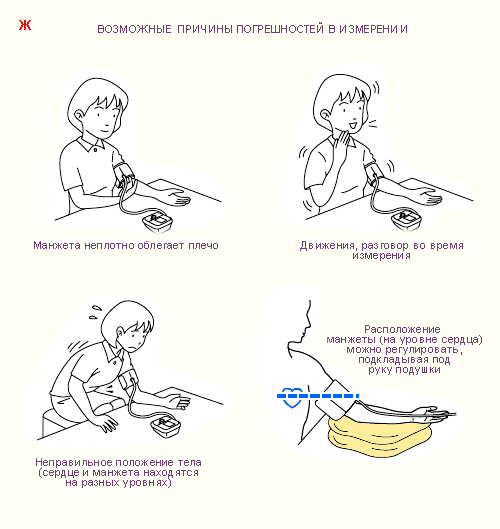 Ж
ВОЗМОЖНЫЕ ПРИЧИНЫ ПОГРЕШНОСТЕЙ В ИЗМЕРЕНИИ
Манжета неплотно облегает плечо
Движения, разговор во время
измерения
Расположение
манжеты (на уровне сердца)
можно регулировать,
подкладывая под
руку подушки
Неправильное положение тела
(сердце и манжета находятся
на разных уровнях)